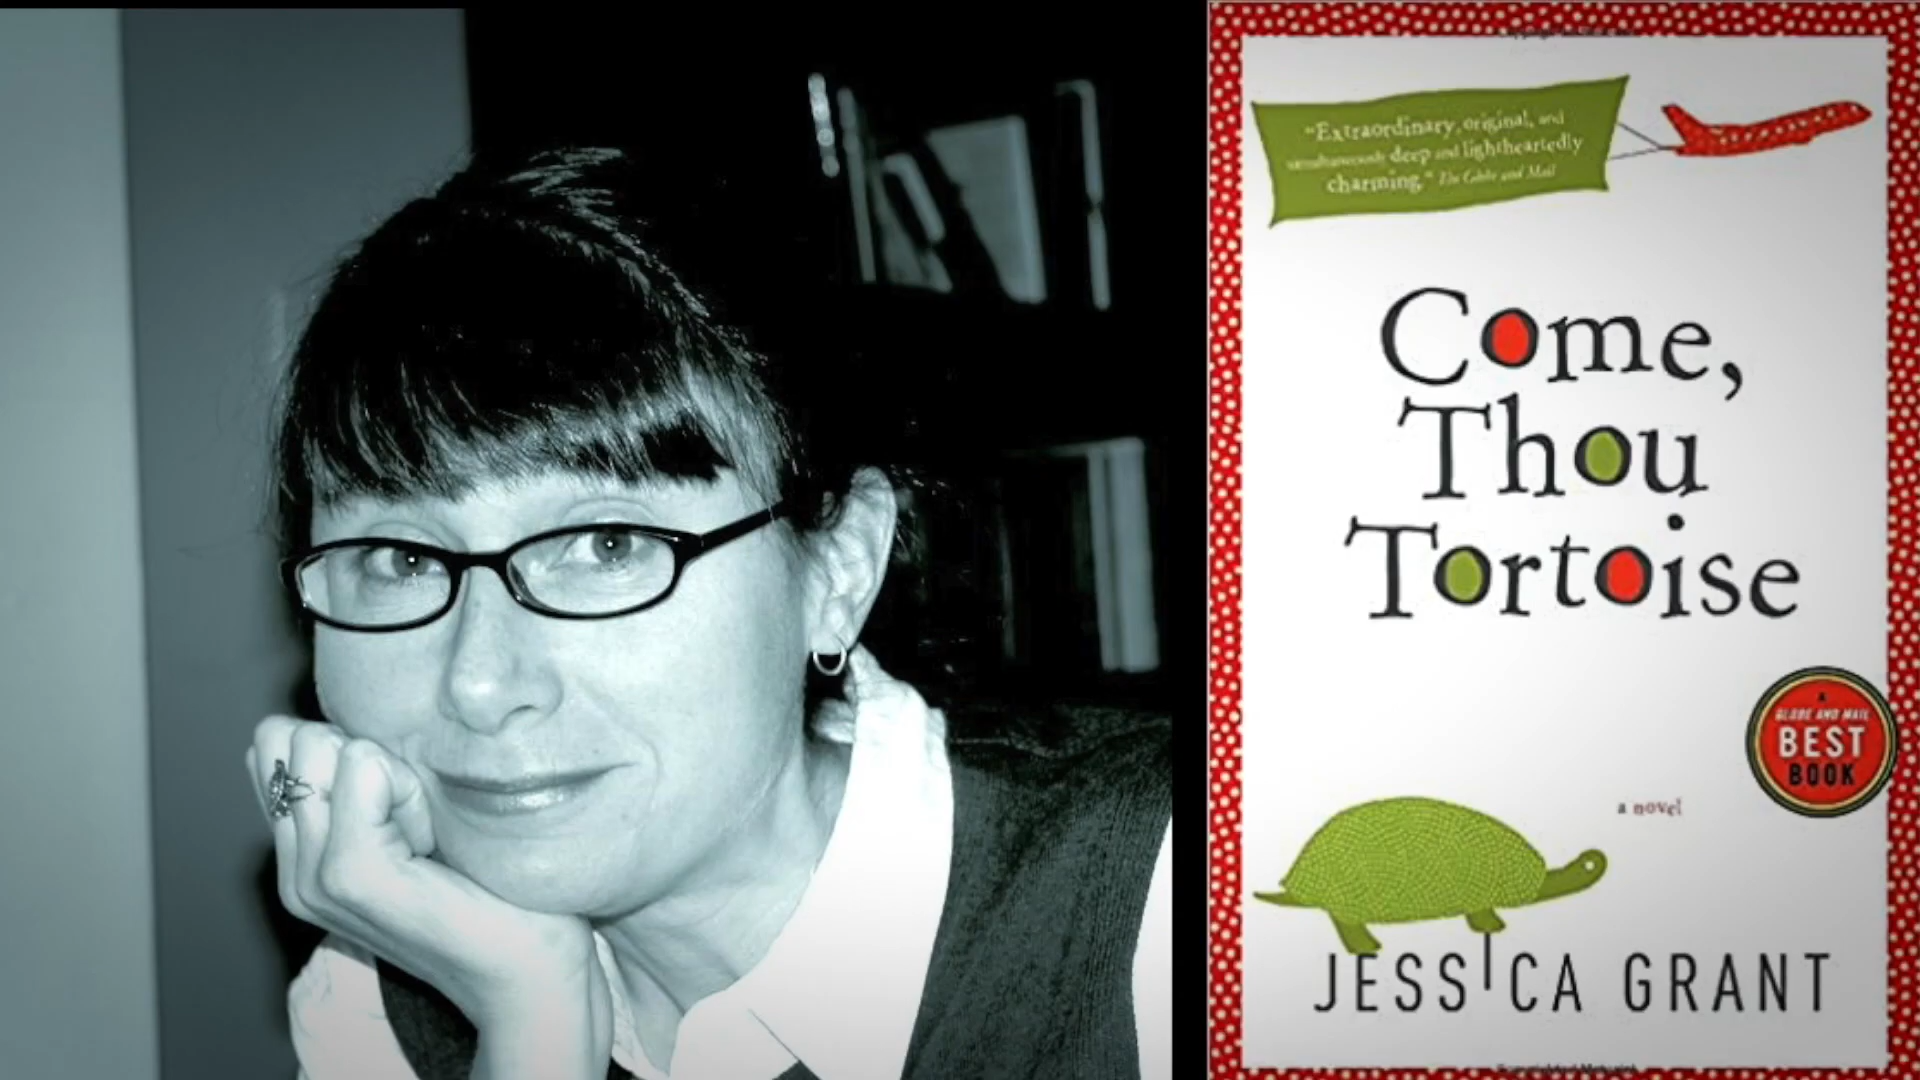 "Extraordinary, original, and
simultaneously deep and lightheartedly
charming." The Globe and Mail
Come,
Thou
Tortoise
A
GLOBE AND MAIL
BEST
BOOK
a novel
JESSICA GRANT